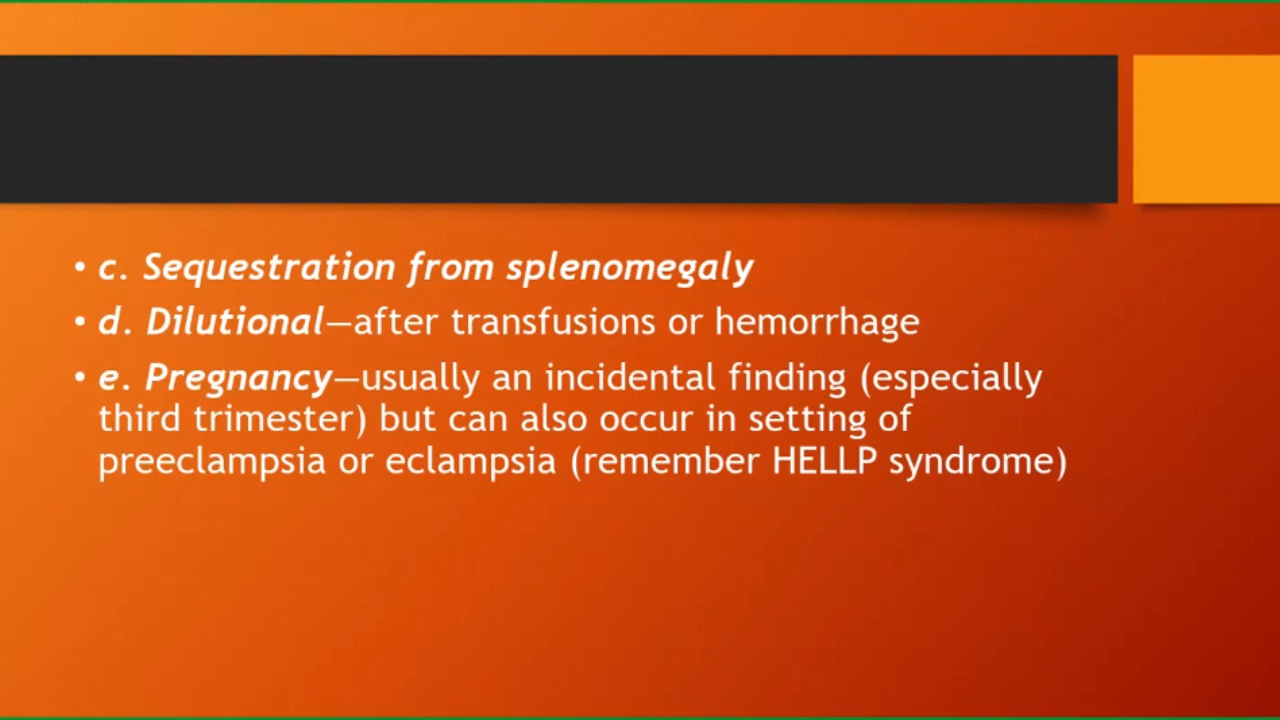 • c. Sequestration from splenomegaly
• d. Dilutional—after transfusions or hemorrhage
• e. Pregnancy—usually an incidental finding (especially
third trimester) but can also occur in setting of
preeclampsia or eclampsia (remember HELLP syndrome)